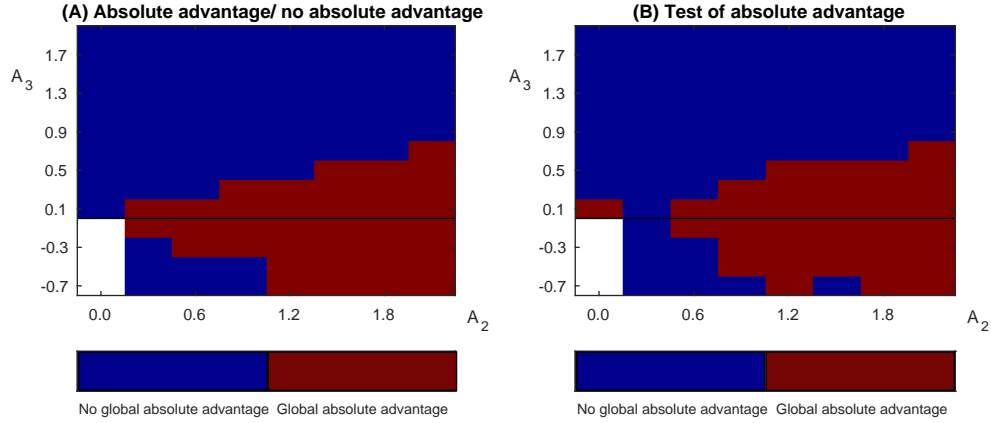 (A) Absolute advantage/ no absolute advantage
A3
1.7
1.3
0.9
0.5
0.1
-0.3
-0.7
0.0 0.6 1.2 1.8
A2
No global absolute advantage Global absolute advantage
(B) Test of absolute advantage
A3
1.7
1.3
0.9
0.5
0.1
-0.3
-0.7
0.0 0.6 1.2 1.8
A2
No global absolute advantage Global absolute advantage